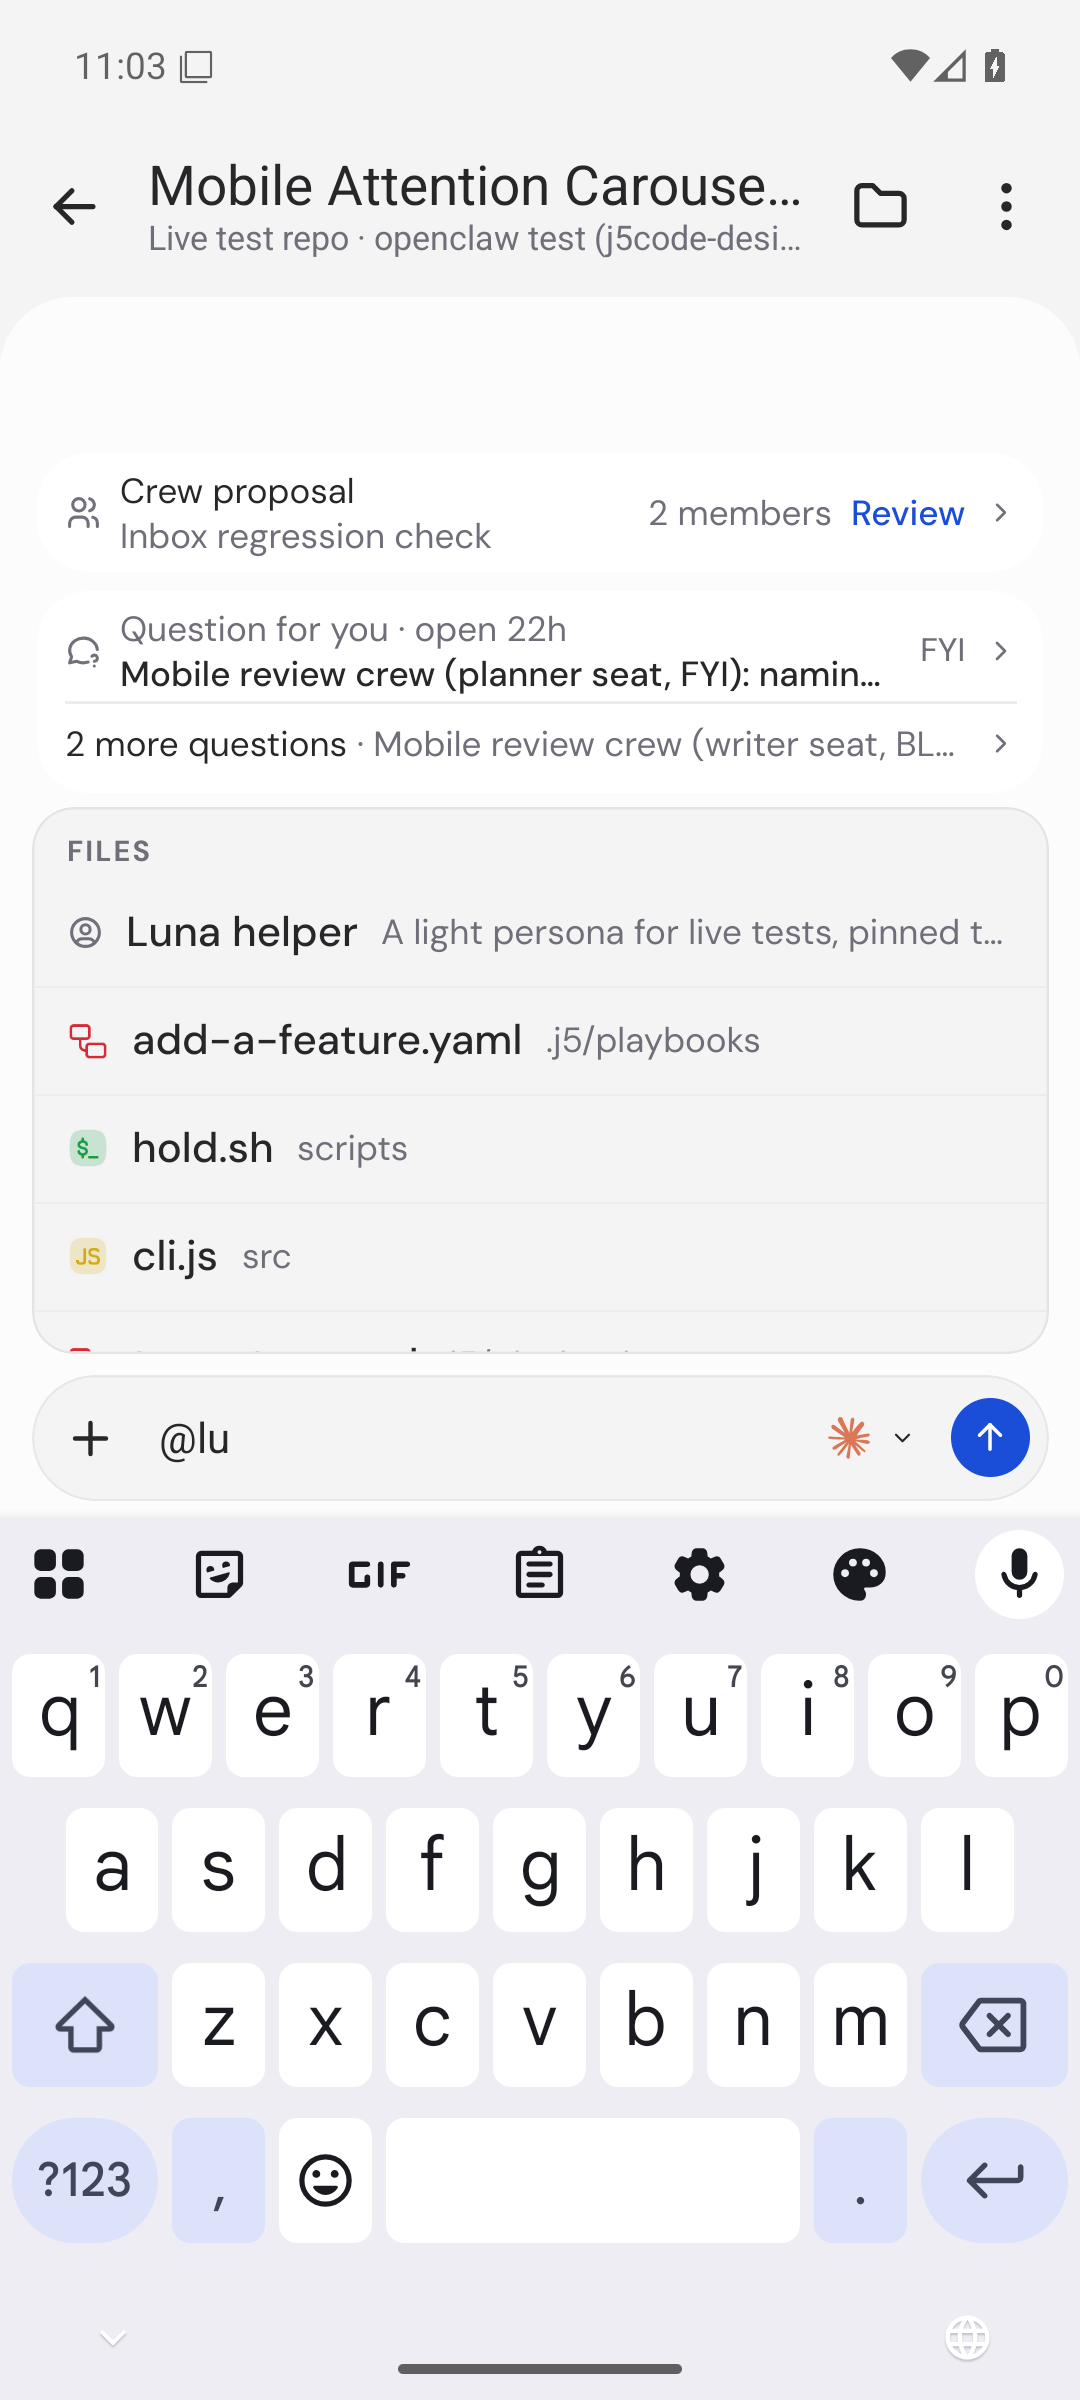 11:03
Mobile Attention Carouse…
Live test repo · openclaw test (j5code-desi…
Crew proposal
Inbox regression check
2 members Review
Question for you · open 22h
Mobile review crew (planner seat, FYI): namin…
FYI
2 more questions · Mobile review crew (writer seat, BL…
FILES
Luna helper A light persona for live tests, pinned t…
add-a-feature.yaml .j5/playbooks
$_ hold.sh scripts
JS cli.js src
@lu
GIF
q 1 w 2 e 3 r 4 t 5 y 6 u 7 i 8 o 9 p 0
a s d f g h j k l
z x c v b n m
?123 , .